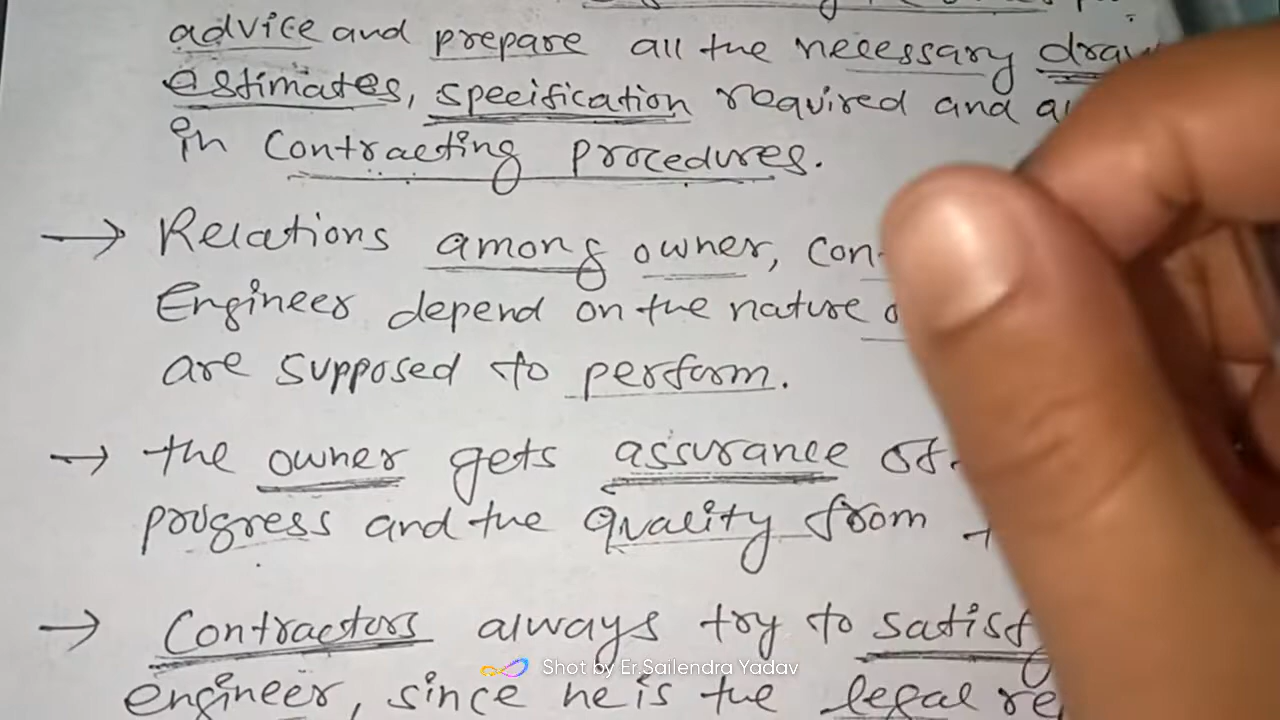 advice and prepare all the necessary
estimates, specification required and
in Contracting procedures.
→ Relations among owner,
Engineer depend on the nature
are supposed to perform.
→ the owner gets assurance of
progress and the quality from
→ Contractors always try to
engineer, since he is the legal
Shot by Er.Sailendra Yadav